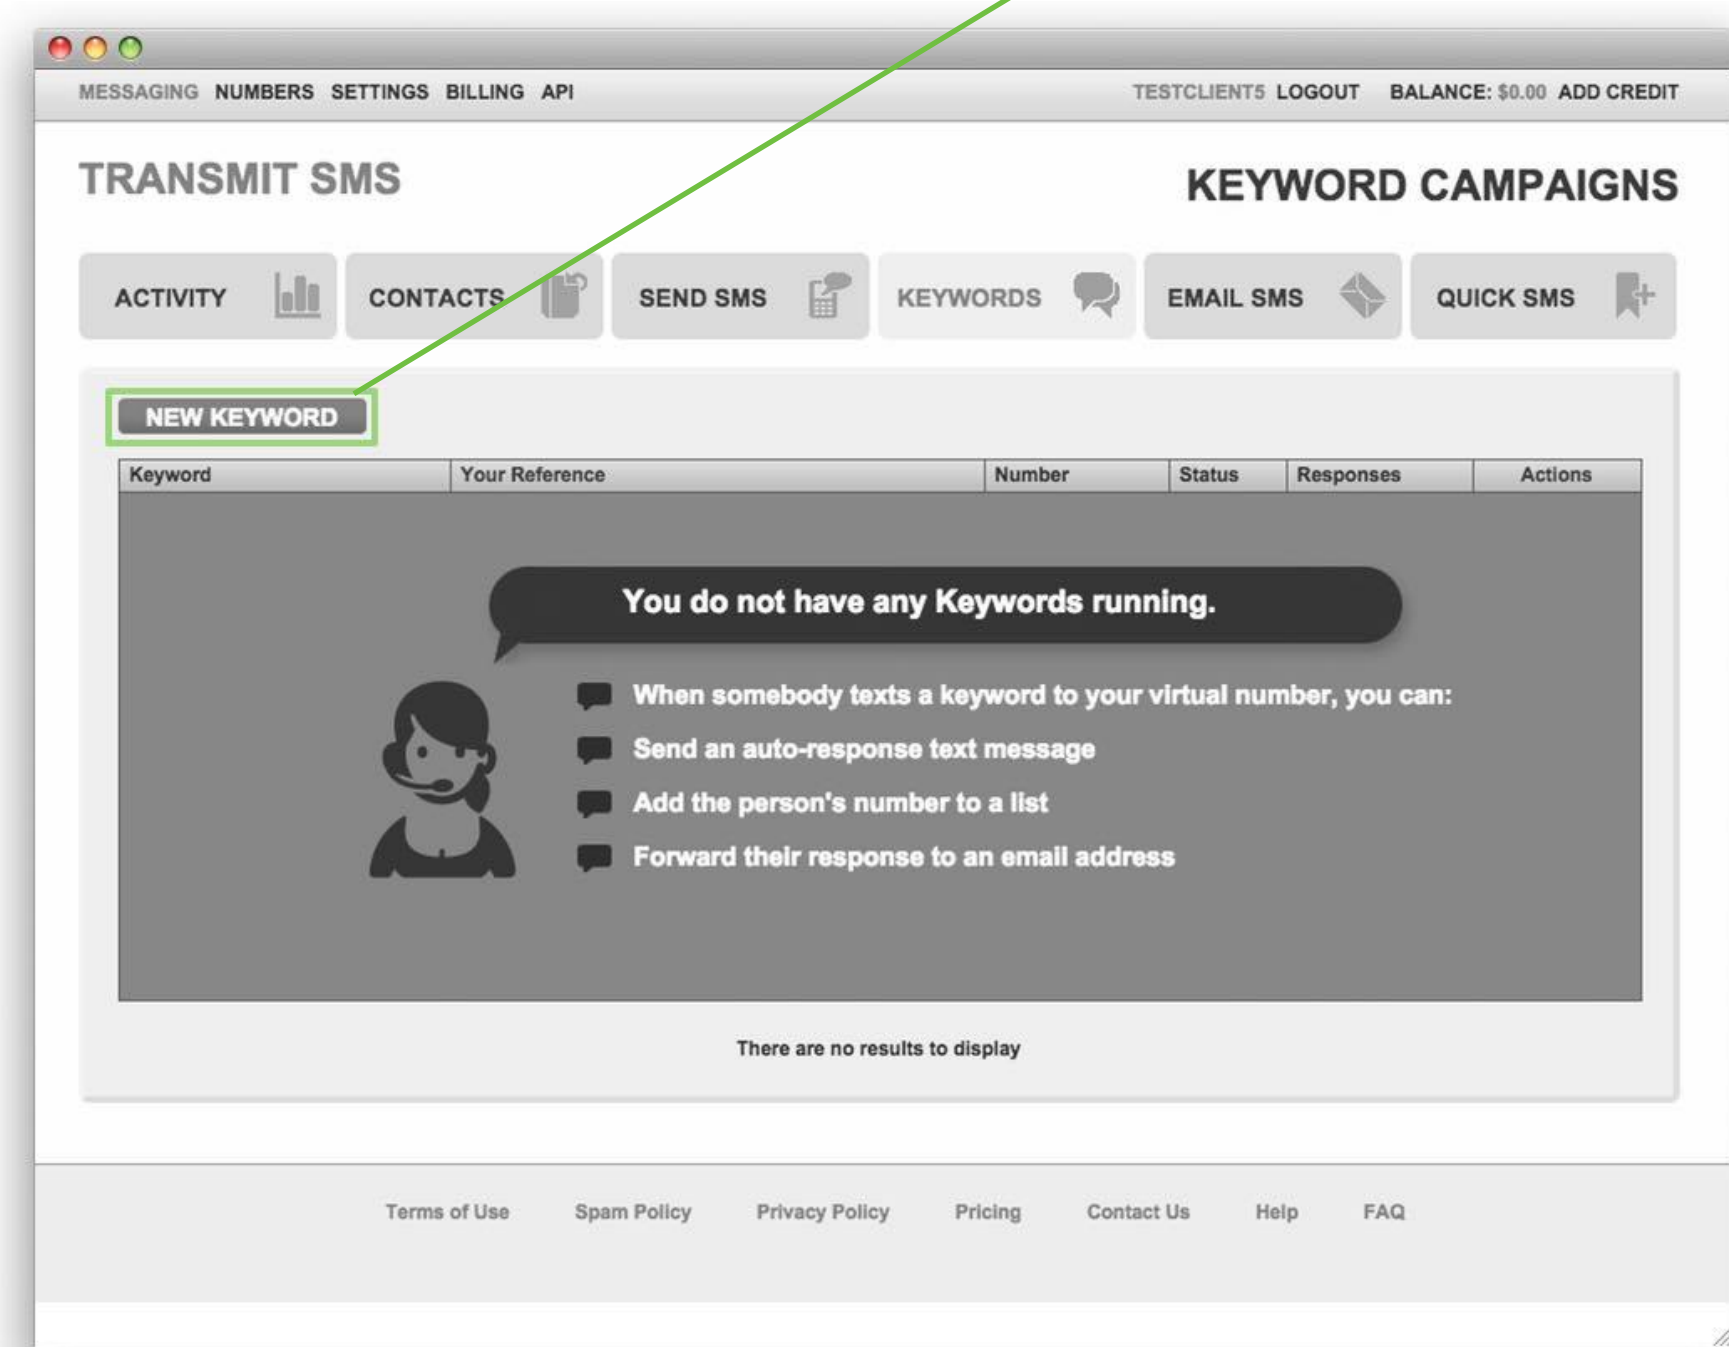 MESSAGING NUMBERS SETTINGS BILLING API TESTCLIENT5 LOGOUT BALANCE: $0.00 ADD CREDIT
TRANSMIT SMS KEYWORD CAMPAIGNS
ACTIVITY CONTACTS SEND SMS KEYWORDS EMAIL SMS QUICK SMS
NEW KEYWORD
Keyword Your Reference Number Status Responses Actions
You do not have any Keywords running.
When somebody texts a keyword to your virtual number, you can:
Send an auto-response text message
Add the person's number to a list
Forward their response to an email address
There are no results to display
Terms of Use Spam Policy Privacy Policy Pricing Contact Us Help FAQ